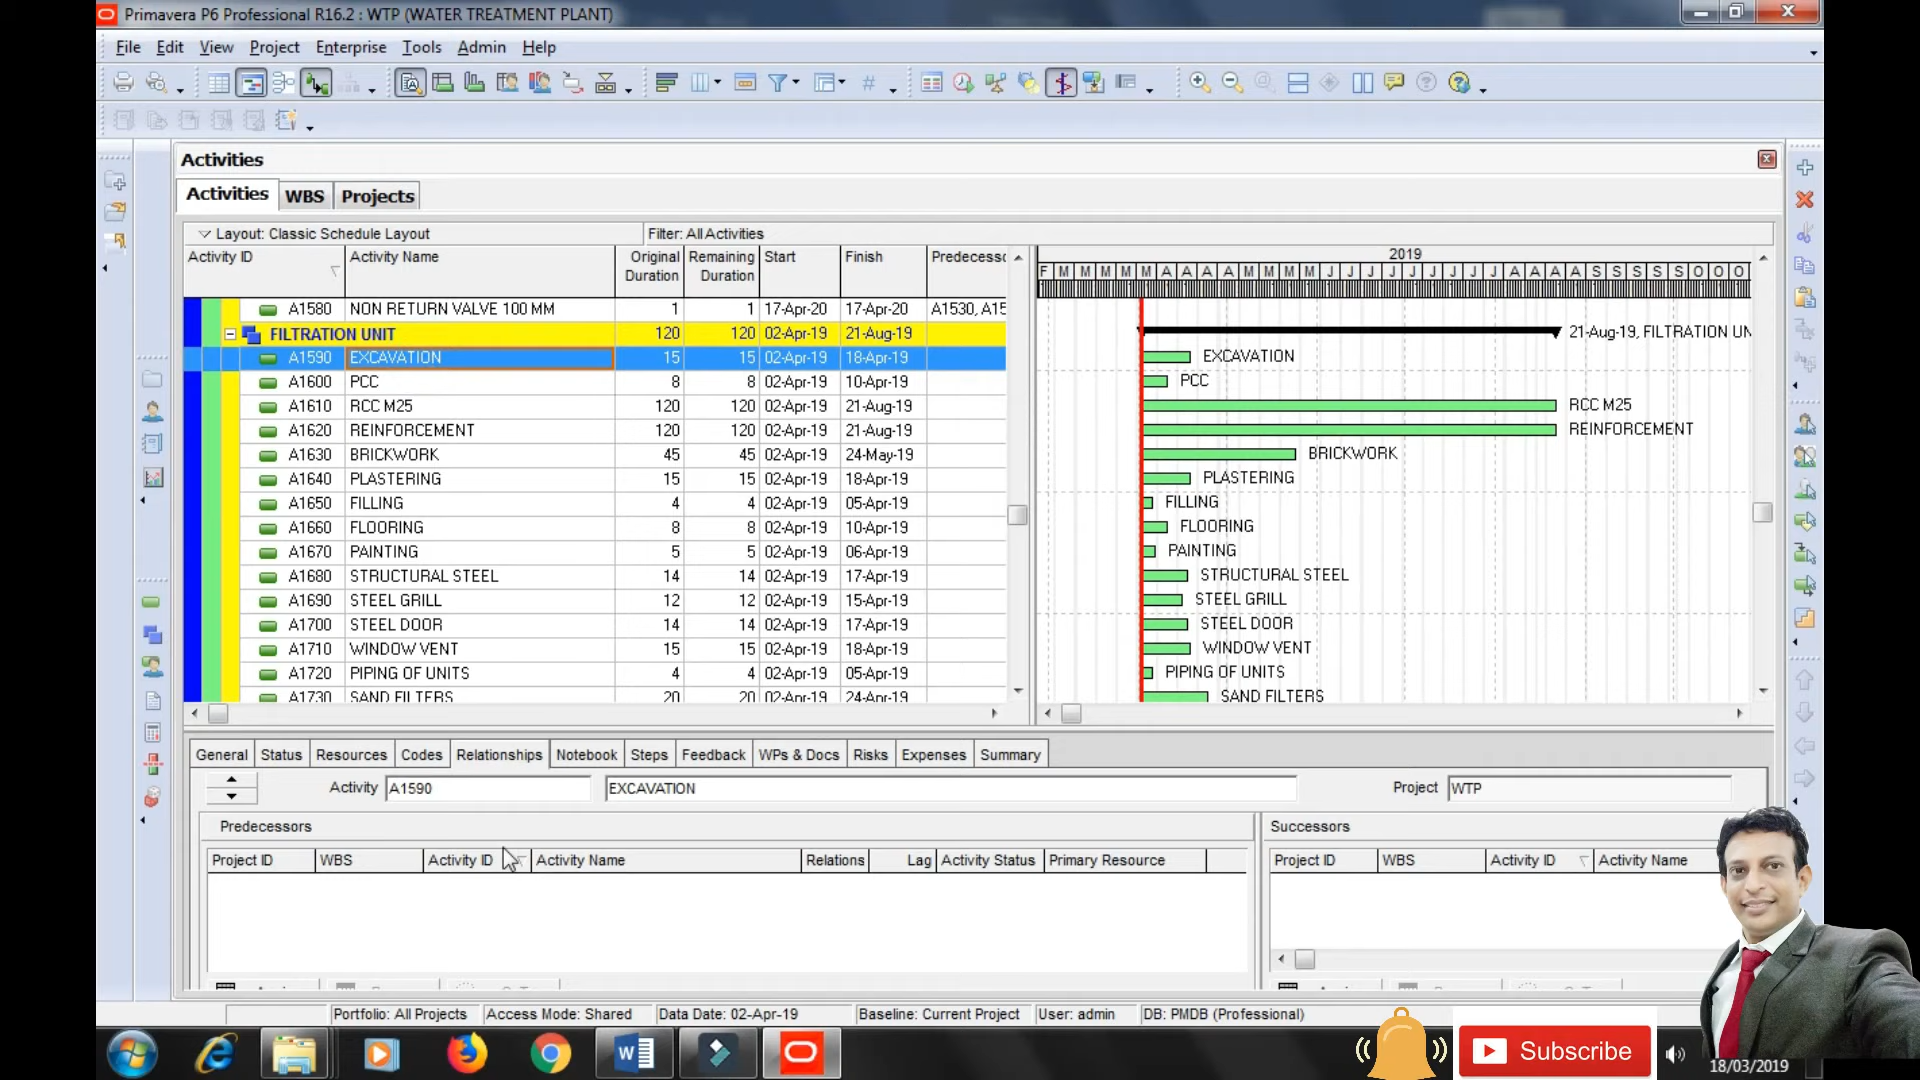 Primavera P6 Professional R16.2 : WTP (WATER TREATMENT PLANT)
File Edit View Project Enterprise Tools Admin Help
Activities
Activities WBS Projects
Layout: Classic Schedule Layout Filter: All Activities
Activity ID Activity Name Original Duration Remaining Duration Start Finish Predecesso
2019
F M M M M M A A A A M M M M J J J J J A A A S S S S S O O O
A1580 NON RETURN VALVE 100 MM 1 1 17-Apr-20 17-Apr-20 A1530, A15
FILTRATION UNIT 120 120 02-Apr-19 21-Aug-19 21-Aug-19, FILTRATION UN
A1590 EXCAVATION 15 15 02-Apr-19 18-Apr-19 EXCAVATION
A1600 PCC 8 8 02-Apr-19 10-Apr-19 PCC
A1610 RCC M25 120 120 02-Apr-19 21-Aug-19 RCC M25
A1620 REINFORCEMENT 120 120 02-Apr-19 21-Aug-19 REINFORCEMENT
A1630 BRICKWORK 45 45 02-Apr-19 24-May-19 BRICKWORK
A1640 PLASTERING 15 15 02-Apr-19 18-Apr-19 PLASTERING
A1650 FILLING 4 4 02-Apr-19 05-Apr-19 FILLING
A1660 FLOORING 8 8 02-Apr-19 10-Apr-19 FLOORING
A1670 PAINTING 5 5 02-Apr-19 06-Apr-19 PAINTING
A1680 STRUCTURAL STEEL 14 14 02-Apr-19 17-Apr-19 STRUCTURAL STEEL
A1690 STEEL GRILL 12 12 02-Apr-19 15-Apr-19 STEEL GRILL
A1700 STEEL DOOR 14 14 02-Apr-19 17-Apr-19 STEEL DOOR
A1710 WINDOW VENT 15 15 02-Apr-19 18-Apr-19 WINDOW VENT
A1720 PIPING OF UNITS 4 4 02-Apr-19 05-Apr-19 PIPING OF UNITS
A1730 SAND FILTERS 20 20 02-Apr-19 24-Apr-19 SAND FILTERS
General Status Resources Codes Relationships Notebook Steps Feedback WPs & Docs Risks Expenses Summary
Activity A1590 EXCAVATION Project WTP
Predecessors Successors
Project ID WBS Activity ID Activity Name Relations Lag Activity Status Primary Resource Project ID WBS Activity ID Activity Name
Portfolio: All Projects Access Mode: Shared Data Date: 02-Apr-19 Baseline: Current Project User: admin DB: PMDB (Professional)
Subscribe
18/03/2019